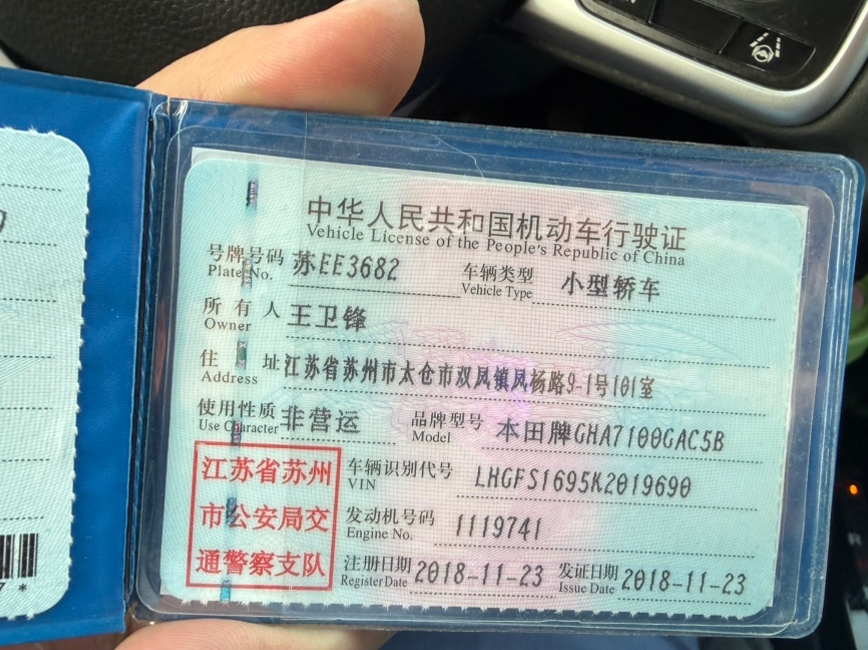 中华人民共和国机动车行驶证
Vehicle License of the People's Republic of China
号牌号码 苏EE3682 车辆类型 小型轿车
Plate No. Vehicle Type
所有人 王卫锋
Owner
住址 江苏省苏州市太仓市双凤镇凤杨路9-1号101室
Address
使用性质 非营运 品牌型号 本田牌GHA7100GAC5B
Use Character Model
江苏省苏州
市公安局交
通警察支队
车辆识别代号 LHGFS1695K2019690
VIN
发动机号码 1119741
Engine No.
注册日期 2018-11-23 发证日期 2018-11-23
Register Date Issue Date